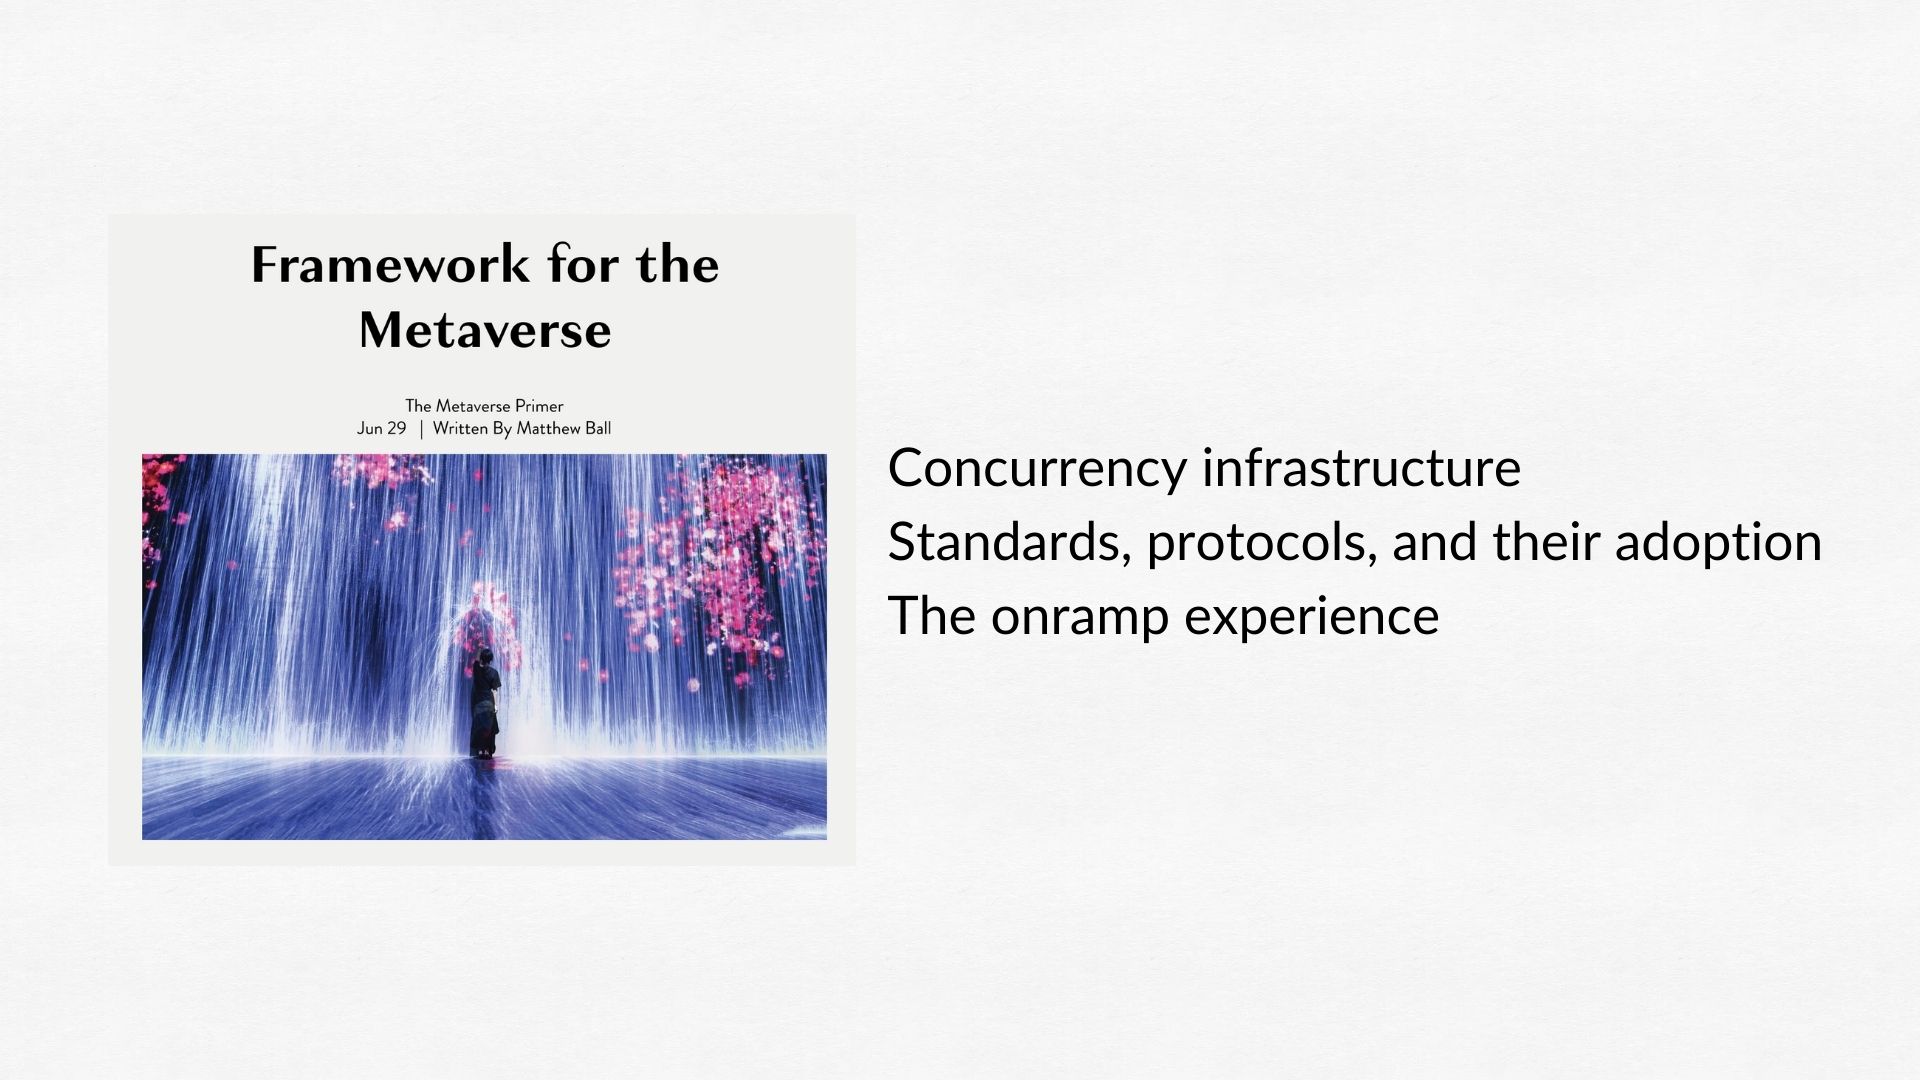 Framework for the
Metaverse
The Metaverse Primer
Jun 29 | Written By Matthew Ball
Concurrency infrastructure
Standards, protocols, and their adoption
The onramp experience